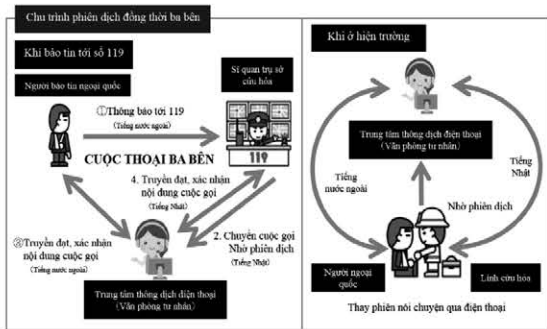 Chu trình phiên dịch đồng thời ba bên
Khi báo tin tới số 119
Người báo tin ngoại quốc
Sĩ quan trụ sở
cứu hỏa
①Thông báo tới 119
(Tiếng nước ngoài)
CUỘC THOẠI BA BÊN
119
4. Truyền đạt, xác nhận
nội dung cuộc gọi
(Tiếng Nhật)
2. Chuyển cuộc gọi
Nhờ phiên dịch
(Tiếng Nhật)
③Truyền đạt, xác nhận
nội dung cuộc gọi
(Tiếng nước ngoài)
Trung tâm thông dịch điện thoại
(Văn phòng tư nhân)
Khi ở hiện trường
Trung tâm thông dịch điện thoại
(Văn phòng tư nhân)
Tiếng
nước ngoài
Tiếng
Nhật
Nhờ phiên dịch
Người ngoại
quốc
Lính cứu hỏa
Thay phiên nói chuyện qua điện thoại